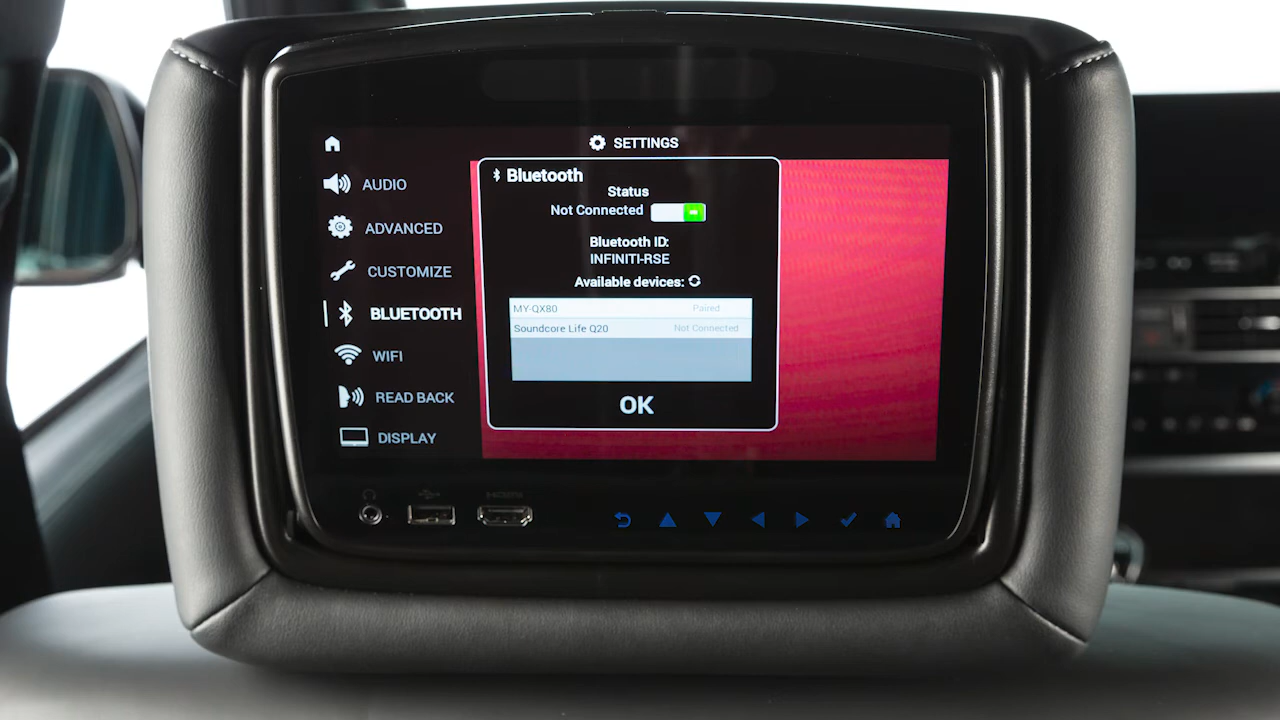 SETTINGS
AUDIO
ADVANCED
CUSTOMIZE
BLUETOOTH
WIFI
READ BACK
DISPLAY
Bluetooth
Status
Not Connected
Bluetooth ID:
INFINITI-RSE
Available devices:
MY-QX80 Paired
Soundcore Life Q20 Not Connected
OK
HDMI